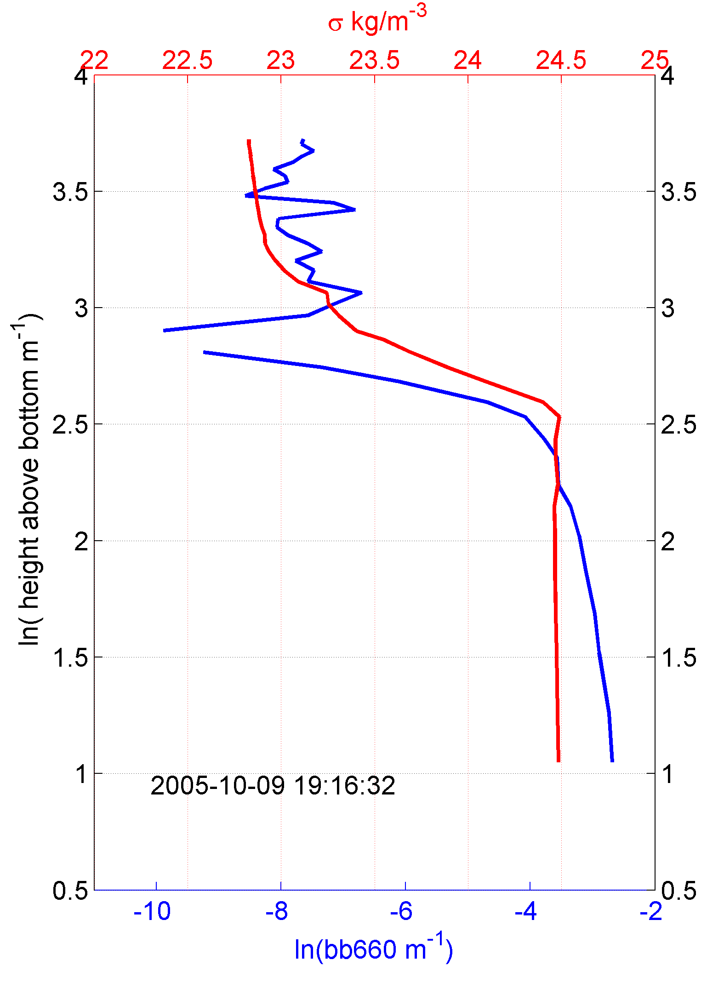 σ kg/m-3
22 22.5 23 23.5 24 24.5 25
4 4
3.5 3.5
3 3
2.5 2.5
2 2
1.5 1.5
1 1
0.5 0.5
ln( height above bottom m-1)
2005-10-09 19:16:32
-10 -8 -6 -4 -2
ln(bb660 m-1)